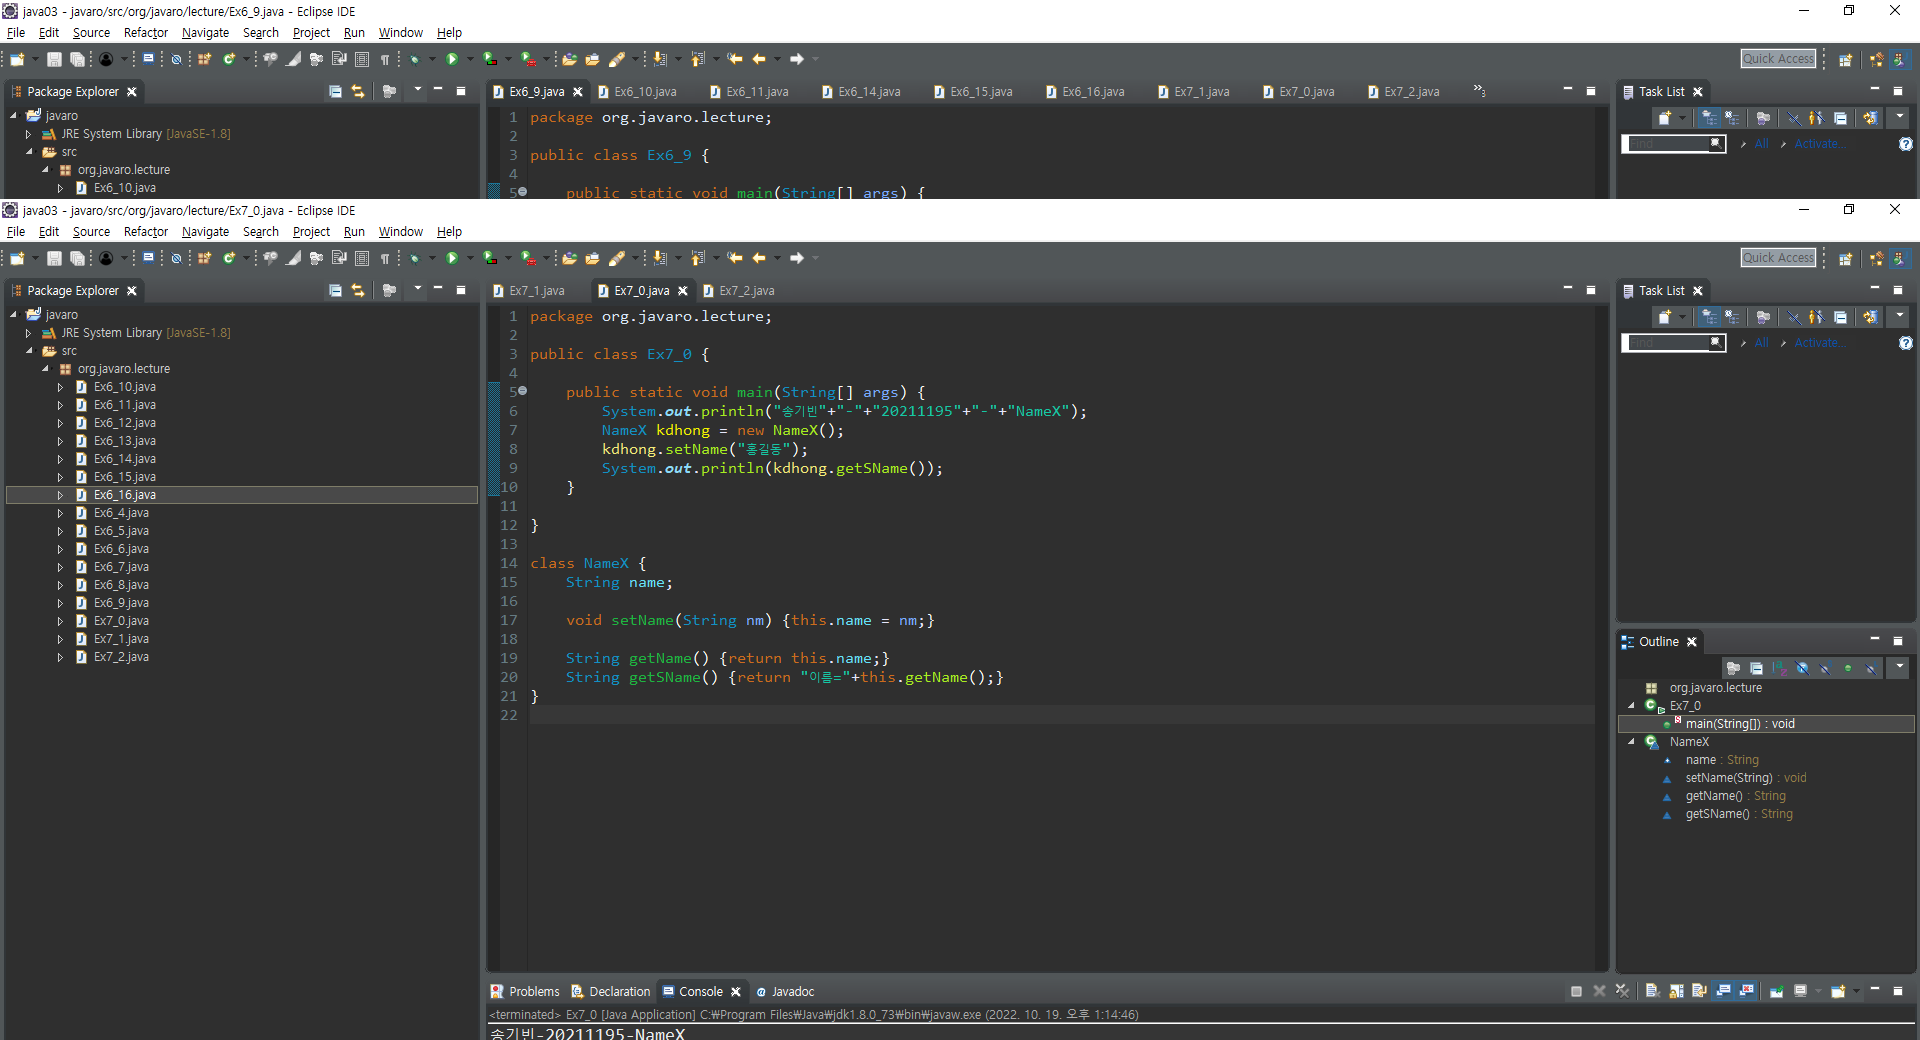 java03 - javaro/src/org/javaro/lecture/Ex6_9.java - Eclipse IDE
File Edit Source Refactor Navigate Search Project Run Window Help
Quick Access
Package Explorer
javaro
JRE System Library [JavaSE-1.8]
src
org.javaro.lecture
Ex6_10.java
Ex6_9.java Ex6_10.java Ex6_11.java Ex6_14.java Ex6_15.java Ex6_16.java Ex7_1.java Ex7_0.java Ex7_2.java »3
1 package org.javaro.lecture;
2
3 public class Ex6_9 {
4
5 public static void main(String[] args) {
Task List
Find All Activate...
java03 - javaro/src/org/javaro/lecture/Ex7_0.java - Eclipse IDE
File Edit Source Refactor Navigate Search Project Run Window Help
Quick Access
Package Explorer
javaro
JRE System Library [JavaSE-1.8]
src
org.javaro.lecture
Ex6_10.java
Ex6_11.java
Ex6_12.java
Ex6_13.java
Ex6_14.java
Ex6_15.java
Ex6_16.java
Ex6_4.java
Ex6_5.java
Ex6_6.java
Ex6_7.java
Ex6_8.java
Ex6_9.java
Ex7_0.java
Ex7_1.java
Ex7_2.java
Ex7_1.java Ex7_0.java Ex7_2.java
1 package org.javaro.lecture;
2
3 public class Ex7_0 {
4
5 public static void main(String[] args) {
6 System.out.println("송기빈"+"-"+"20211195"+"-"+"NameX");
7 NameX kdhong = new NameX();
8 kdhong.setName("홍길동");
9 System.out.println(kdhong.getSName());
10 }
11
12 }
13
14 class NameX {
15 String name;
16
17 void setName(String nm) {this.name = nm;}
18
19 String getName() {return this.name;}
20 String getSName() {return "이름="+this.getName();}
21 }
22
Task List
Find All Activate...
Outline
org.javaro.lecture
Ex7_0
main(String[]) : void
NameX
name : String
setName(String) : void
getName() : String
getSName() : String
Problems Declaration Console Javadoc
<terminated> Ex7_0 [Java Application] C:₩Program Files₩Java₩jdk1.8.0_73₩bin₩javaw.exe (2022. 10. 19. 오후 1:14:46)
송기빈-20211195-NameX